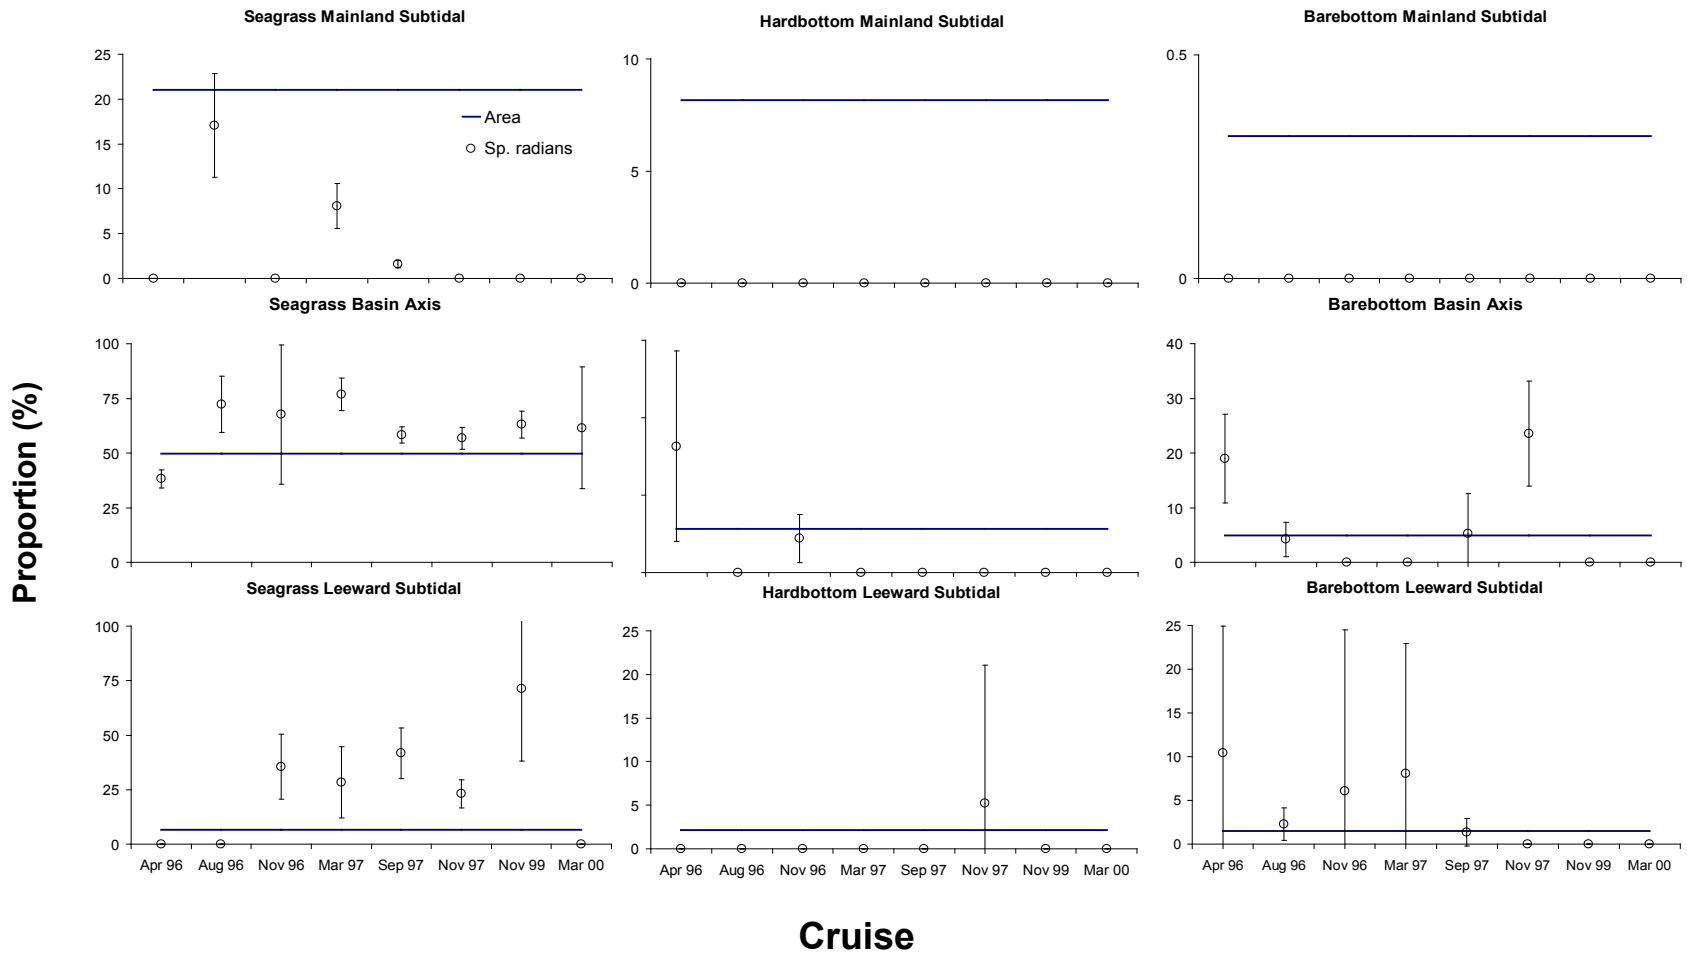 Seagrass Mainland Subtidal
Hardbottom Mainland Subtidal
Barebottom Mainland Subtidal
25
20
15
10
5
0
Area
Sp. radians
10
5
0
0.5
0
Seagrass Basin Axis
Barebottom Basin Axis
100
75
50
25
0
40
30
20
10
0
Proportion (%)
Seagrass Leeward Subtidal
Hardbottom Leeward Subtidal
Barebottom Leeward Subtidal
100
75
50
25
0
Apr 96 Aug 96 Nov 96 Mar 97 Sep 97 Nov 97 Nov 99 Mar 00
25
20
15
10
5
0
Apr 96 Aug 96 Nov 96 Mar 97 Sep 97 Nov 97 Nov 99 Mar 00
25
20
15
10
5
0
Apr 96 Aug 96 Nov 96 Mar 97 Sep 97 Nov 97 Nov 99 Mar 00
Cruise